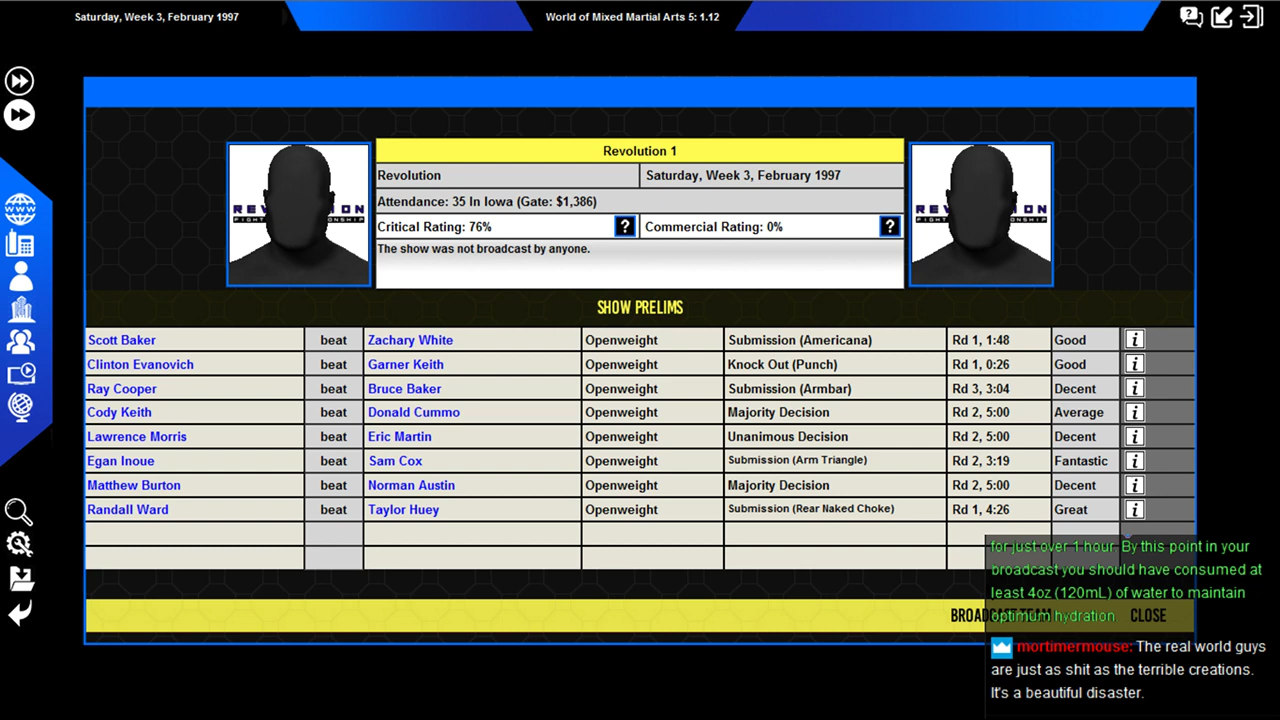 Saturday, Week 3, February 1997
World of Mixed Martial Arts 5: 1.12
Revolution 1
Revolution
Saturday, Week 3, February 1997
Attendance: 35 In Iowa (Gate: $1,386)
Critical Rating: 76%
?
Commercial Rating: 0%
?
The show was not broadcast by anyone.
SHOW PRELIMS
Scott Baker beat Zachary White Openweight Submission (Americana) Rd 1, 1:48 Good i
Clinton Evanovich beat Garner Keith Openweight Knock Out (Punch) Rd 1, 0:26 Good i
Ray Cooper beat Bruce Baker Openweight Submission (Armbar) Rd 3, 3:04 Decent i
Cody Keith beat Donald Cummo Openweight Majority Decision Rd 2, 5:00 Average i
Lawrence Morris beat Eric Martin Openweight Unanimous Decision Rd 2, 5:00 Decent i
Egan Inoue beat Sam Cox Openweight Submission (Arm Triangle) Rd 2, 3:19 Fantastic i
Matthew Burton beat Norman Austin Openweight Majority Decision Rd 2, 5:00 Decent i
Randall Ward beat Taylor Huey Openweight Submission (Rear Naked Choke) Rd 1, 4:26 Great i
BROADCAST TEAM
CLOSE
for just over 1 hour. By this point in your
broadcast you should have consumed at
least 4oz (120mL) of water to maintain
optimum hydration.
mortimermouse: The real world guys
are just as shit as the terrible creations.
It's a beautiful disaster.
WWW